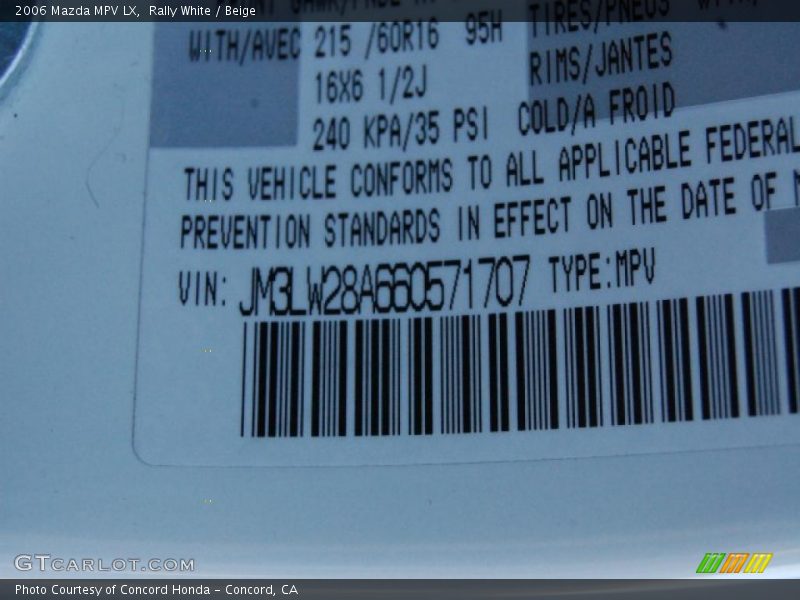 2006 Mazda MPV LX, Rally White / Beige
TIRES/PNEUS
WITH/AVEC 215 /60R16 95H
16X6 1/2J RIMS/JANTES
240 KPA/35 PSI COLD/A FROID
THIS VEHICLE CONFORMS TO ALL APPLICABLE FEDERAL
PREVENTION STANDARDS IN EFFECT ON THE DATE OF
VIN: JM3LW28A660571707 TYPE:MPV
GTCARLOT.COM
Photo Courtesy of Concord Honda - Concord, CA